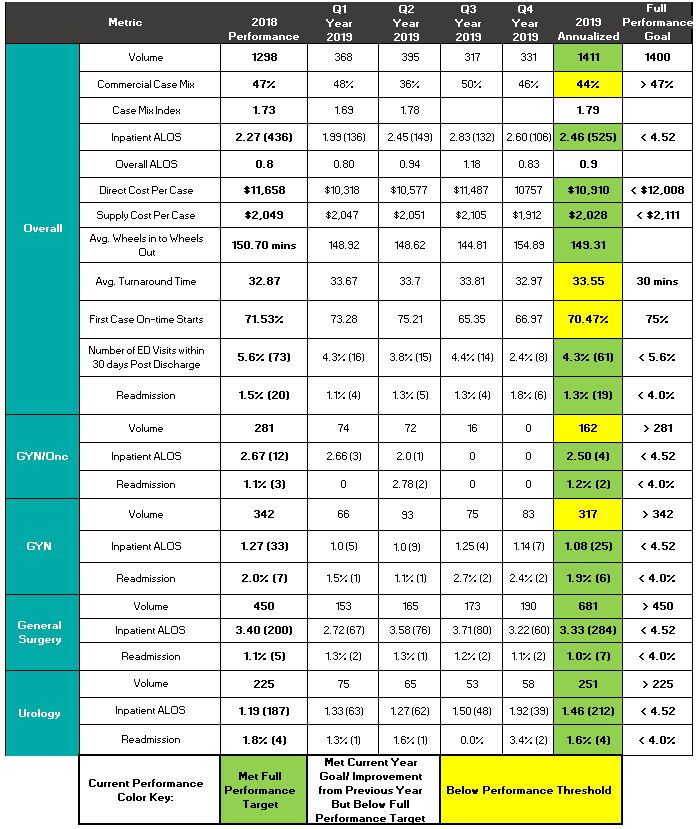 Metric 2018 Performance Q1 Year 2019 Q2 Year 2019 Q3 Year 2019 Q4 Year 2019 2019 Annualized Full Performance Goal
Overall
Volume 1298 368 395 317 331 1411 1400
Commercial Case Mix 47% 48% 36% 50% 46% 44% > 47%
Case Mix Index 1.73 1.69 1.78 1.79
Inpatient ALOS 2.27 (436) 1.99 (136) 2.45 (149) 2.83 (132) 2.60 (106) 2.46 (525) < 4.52
Overall ALOS 0.8 0.80 0.94 1.18 0.83 0.9
Direct Cost Per Case $11,658 $10,318 $10,577 $11,487 10757 $10,910 < $12,008
Supply Cost Per Case $2,049 $2,047 $2,051 $2,105 $1,912 $2,028 < $2,111
Avg. Wheels in to Wheels Out 150.70 mins 148.92 148.62 144.81 154.89 149.31
Avg. Turnaround Time 32.87 33.67 33.7 33.81 32.97 33.55 30 mins
First Case On-time Starts 71.53% 73.28 75.21 65.35 66.97 70.47% 75%
Number of ED Visits within 30 days Post Discharge 5.6% (73) 4.3% (16) 3.8% (15) 4.4% (14) 2.4% (8) 4.3% (61) < 5.6%
Readmission 1.5% (20) 1.1% (4) 1.3% (5) 1.3% (4) 1.8% (6) 1.3% (19) < 4.0%
GYN/Onc
Volume 281 74 72 16 0 162 > 281
Inpatient ALOS 2.67 (12) 2.66 (3) 2.0 (1) 0 0 2.50 (4) < 4.52
Readmission 1.1% (3) 0 2.78 (2) 0 0 1.2% (2) < 4.0%
GYN
Volume 342 66 93 75 83 317 > 342
Inpatient ALOS 1.27 (33) 1.0 (5) 1.0 (9) 1.25 (4) 1.14 (7) 1.08 (25) < 4.52
Readmission 2.0% (7) 1.5% (1) 1.1% (1) 2.7% (2) 2.4% (2) 1.9% (6) < 4.0%
General Surgery
Volume 450 153 165 173 190 681 > 450
Inpatient ALOS 3.40 (200) 2.72 (67) 3.58 (76) 3.71 (80) 3.22 (60) 3.33 (284) < 4.52
Readmission 1.1% (5) 1.3% (2) 1.3% (1) 1.2% (2) 1.1% (2) 1.0% (7) < 4.0%
Urology
Volume 225 75 65 53 58 251 > 225
Inpatient ALOS 1.19 (187) 1.33 (63) 1.27 (62) 1.50 (48) 1.92 (39) 1.46 (212) < 4.52
Readmission 1.8% (4) 1.3% (1) 1.6% (1) 0.0% 3.4% (2) 1.6% (4) < 4.0%
Current Performance
Color Key:
Met Full
Performance
Target
Met Current Year
Goal/ Improvement
from Previous Year
But Below Full
Performance Target
Below Performance Threshold